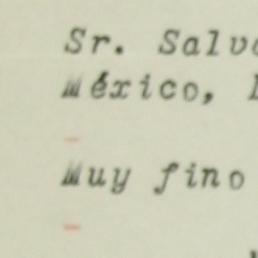 Sr. Salv
México,
Muy fino